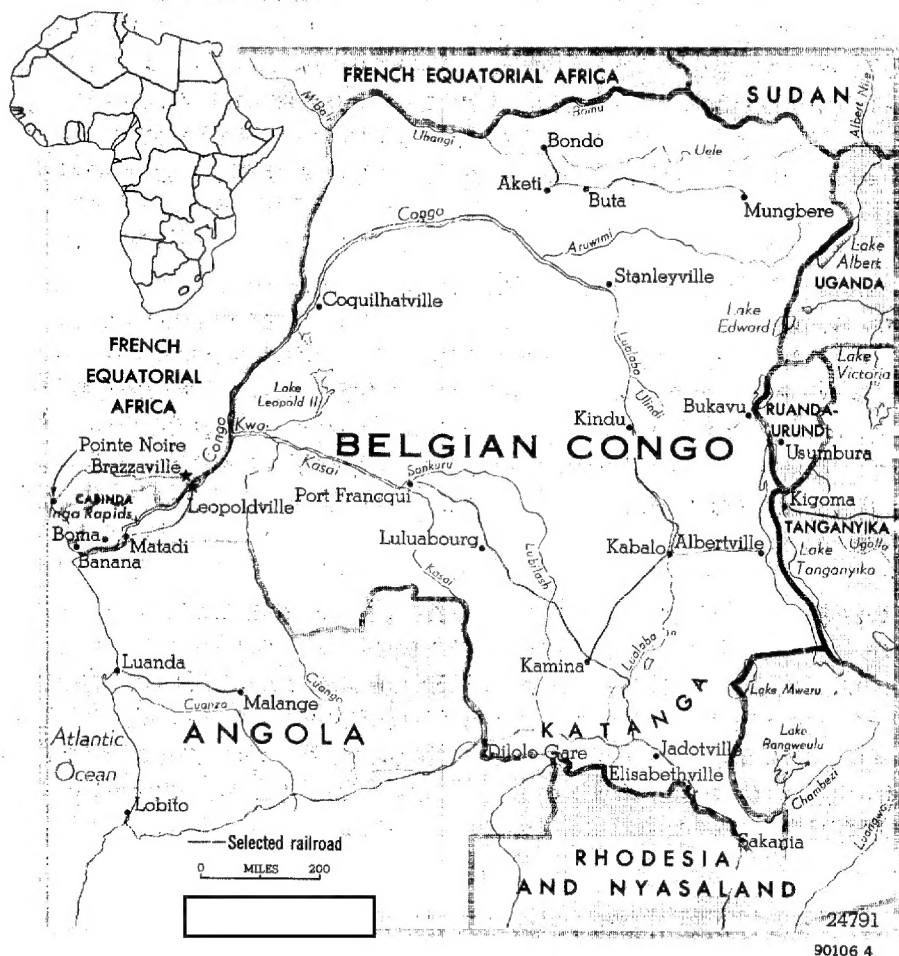 FRENCH EQUATORIAL AFRICA
SUDAN
Albert Nile
M'Bali
Ubangi
Bomu
Bondo
Uele
Aketi
Buta
Mungbere
Congo
Aruwimi
Lake
Albert
Stanleyville
UGANDA
Coquilhatville
Lake
Edward
FRENCH
EQUATORIAL
AFRICA
Lualaba
Lake
Victoria
Lake
Leopold II
Ulindi
Bukavu
RUANDA-
URUNDI
Kindu
Congo
Kwa
BELGIAN CONGO
Usumbura
Pointe Noire
Brazzaville
Kasai
Sankuru
Port Francqui
CABINDA
Leopoldville
Kigoma
Inga Rapids
TANGANYIKA
Boma
Matadi
Luluabourg
Kabalo
Albertville
Ugalla
Banana
Lubilash
Lake
Tanganyika
Kasai
Luanda
Kamina
Lualaba
Cuango
Malange
Cuanza
KATANGA
Lake Mweru
ANGOLA
Atlantic
Ocean
Dilolo Gare
Jadotville
Lake
Bangweulu
Elisabethville
Chambezi
Lobito
Luangwa
Selected railroad
Sakania
0 MILES 200
RHODESIA
AND NYASALAND
24791
90106 4